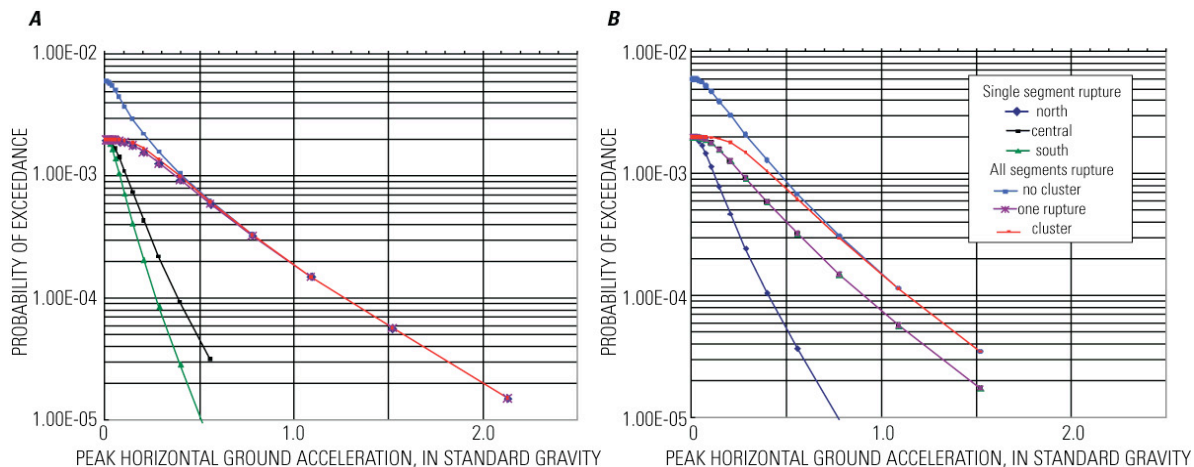 A
1.00E-02
1.00E-03
1.00E-04
1.00E-05
PROBABILITY OF EXCEEDANCE
0
1.0
2.0
PEAK HORIZONTAL GROUND ACCELERATION, IN STANDARD GRAVITY
B
1.00E-02
1.00E-03
1.00E-04
1.00E-05
PROBABILITY OF EXCEEDANCE
0
1.0
2.0
PEAK HORIZONTAL GROUND ACCELERATION, IN STANDARD GRAVITY
Single segment rupture
north
central
south
All segments rupture
no cluster
one rupture
cluster